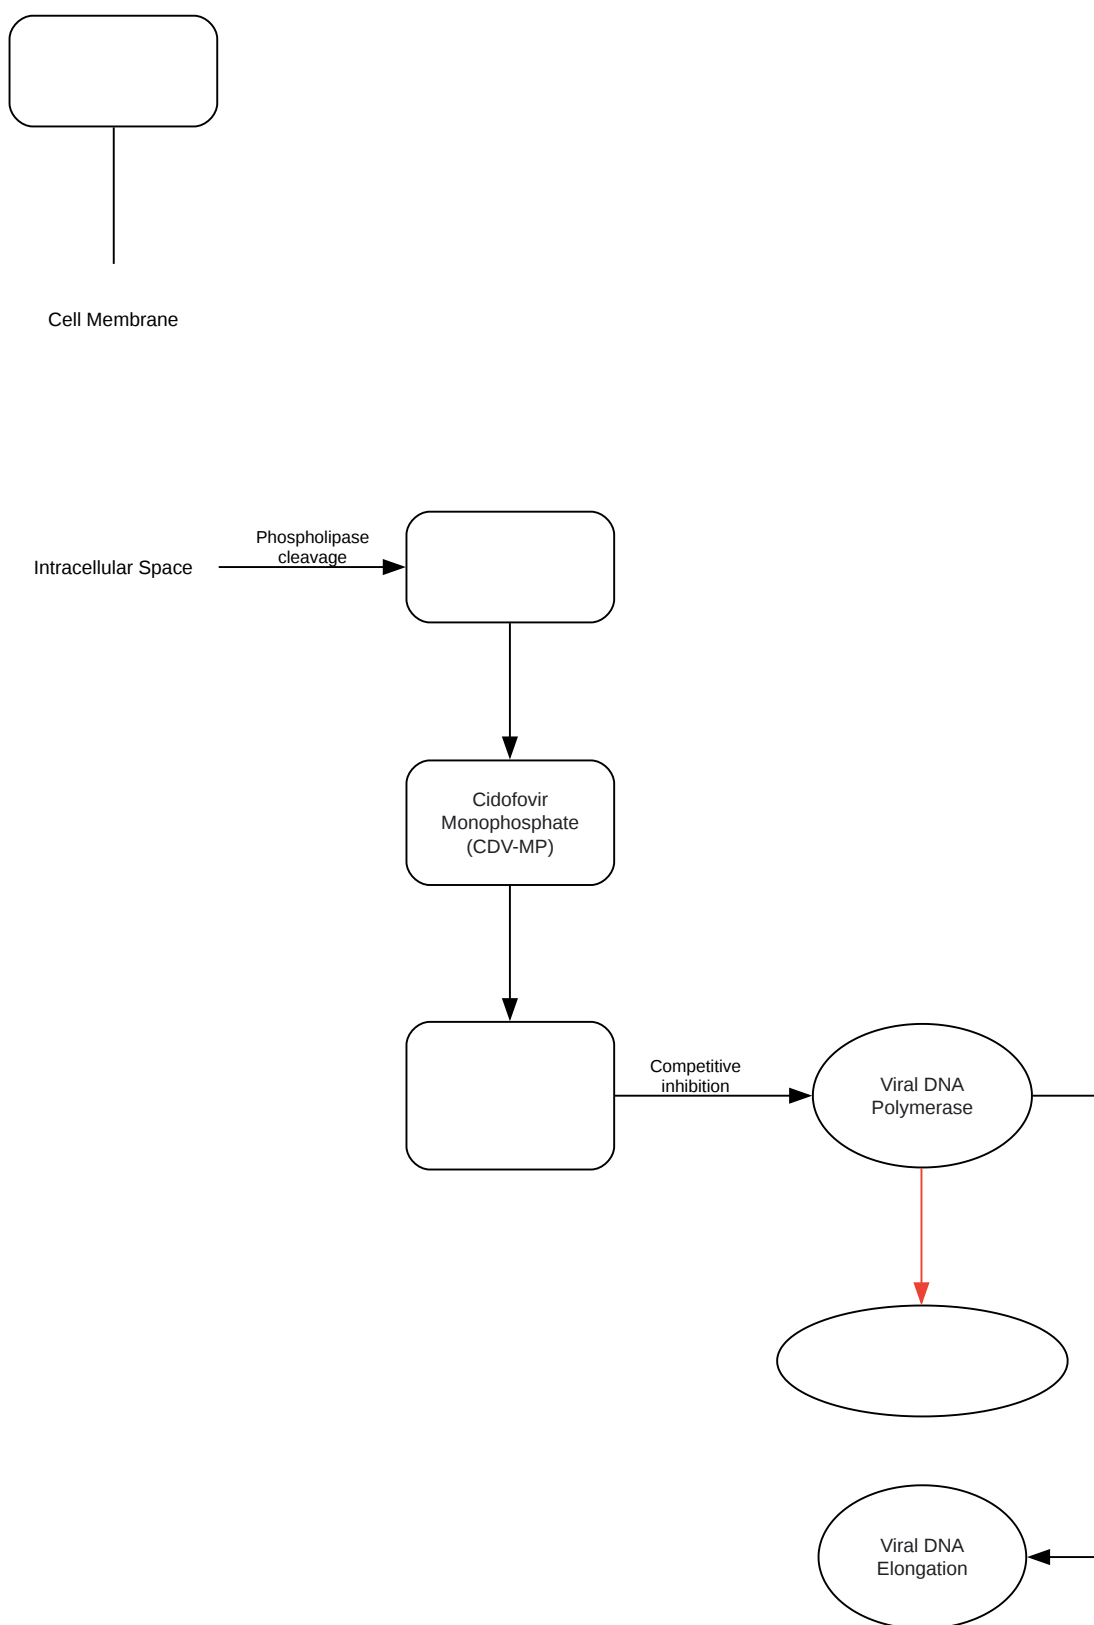 Cell Membrane
Phospholipase
cleavage
Intracellular Space
Cidofovir
Monophosphate
(CDV-MP)
Competitive
inhibition
Viral DNA
Polymerase
Viral DNA
Elongation